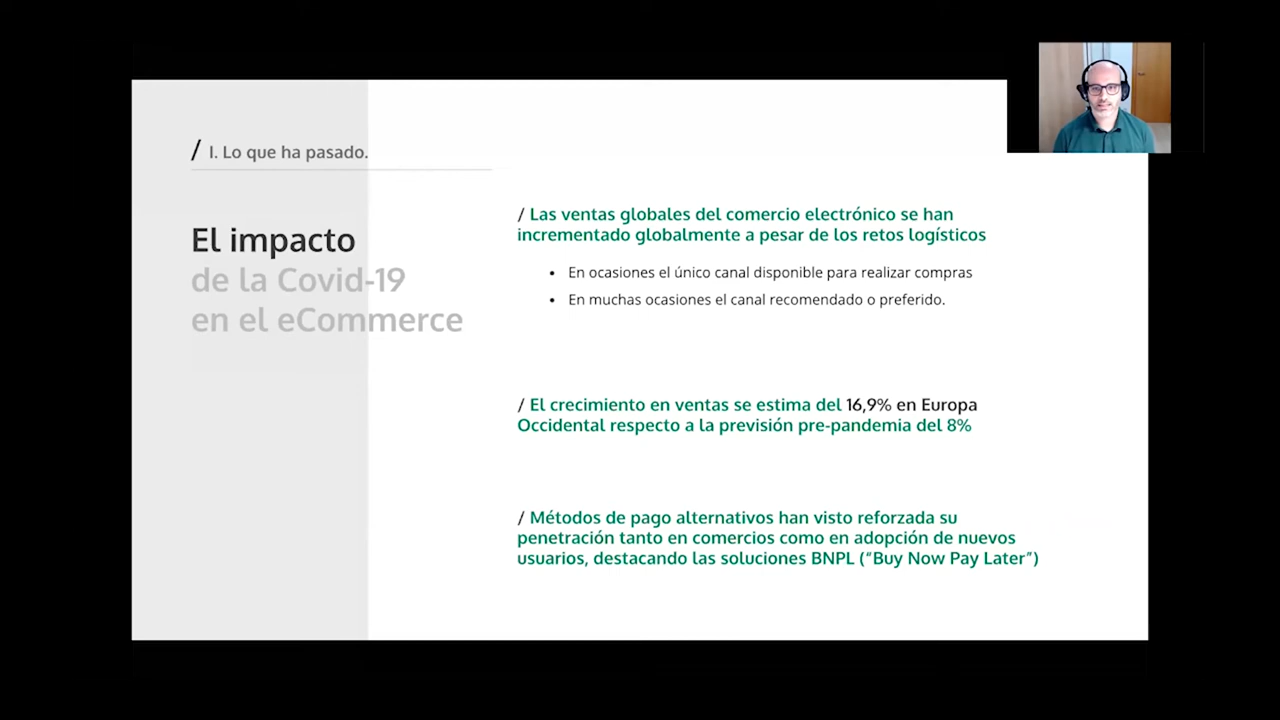 / I. Lo que ha pasado.
El impacto
de la Covid-19
en el eCommerce
/ Las ventas globales del comercio electrónico se han
incrementado globalmente a pesar de los retos logísticos
• En ocasiones el único canal disponible para realizar compras
• En muchas ocasiones el canal recomendado o preferido.
/ El crecimiento en ventas se estima del 16,9% en Europa
Occidental respecto a la previsión pre-pandemia del 8%
/ Métodos de pago alternativos han visto reforzada su
penetración tanto en comercios como en adopción de nuevos
usuarios, destacando las soluciones BNPL (“Buy Now Pay Later”)